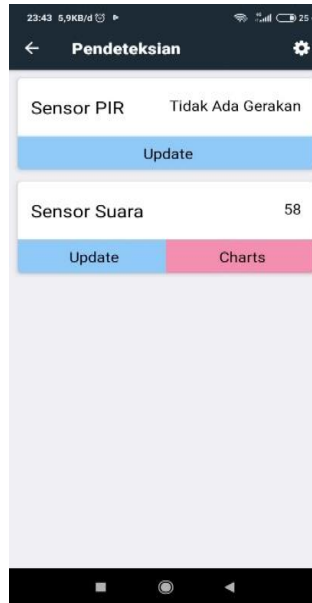 23:43 5,9KB/d 25
Pendeteksian
Sensor PIR Tidak Ada Gerakan
Update
Sensor Suara 58
Update Charts